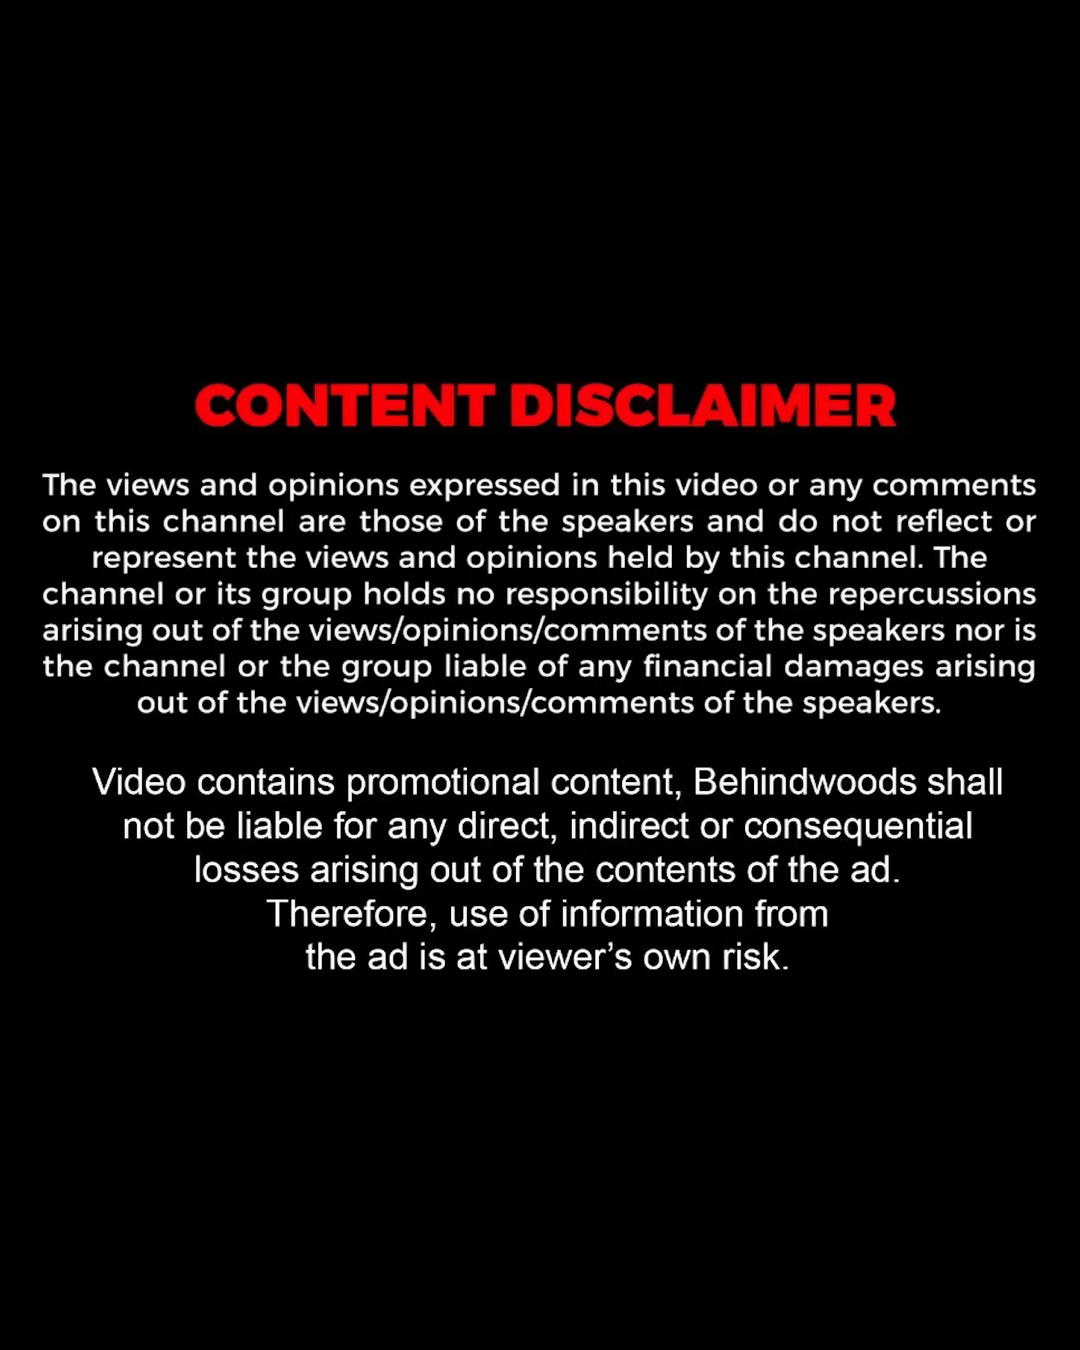 CONTENT DISCLAIMER
The views and opinions expressed in this video or any comments
on this channel are those of the speakers and do not reflect or
represent the views and opinions held by this channel. The
channel or its group holds no responsibility on the repercussions
arising out of the views/opinions/comments of the speakers nor is
the channel or the group liable of any financial damages arising
out of the views/opinions/comments of the speakers.
Video contains promotional content, Behindwoods shall
not be liable for any direct, indirect or consequential
losses arising out of the contents of the ad.
Therefore, use of information from
the ad is at viewer’s own risk.